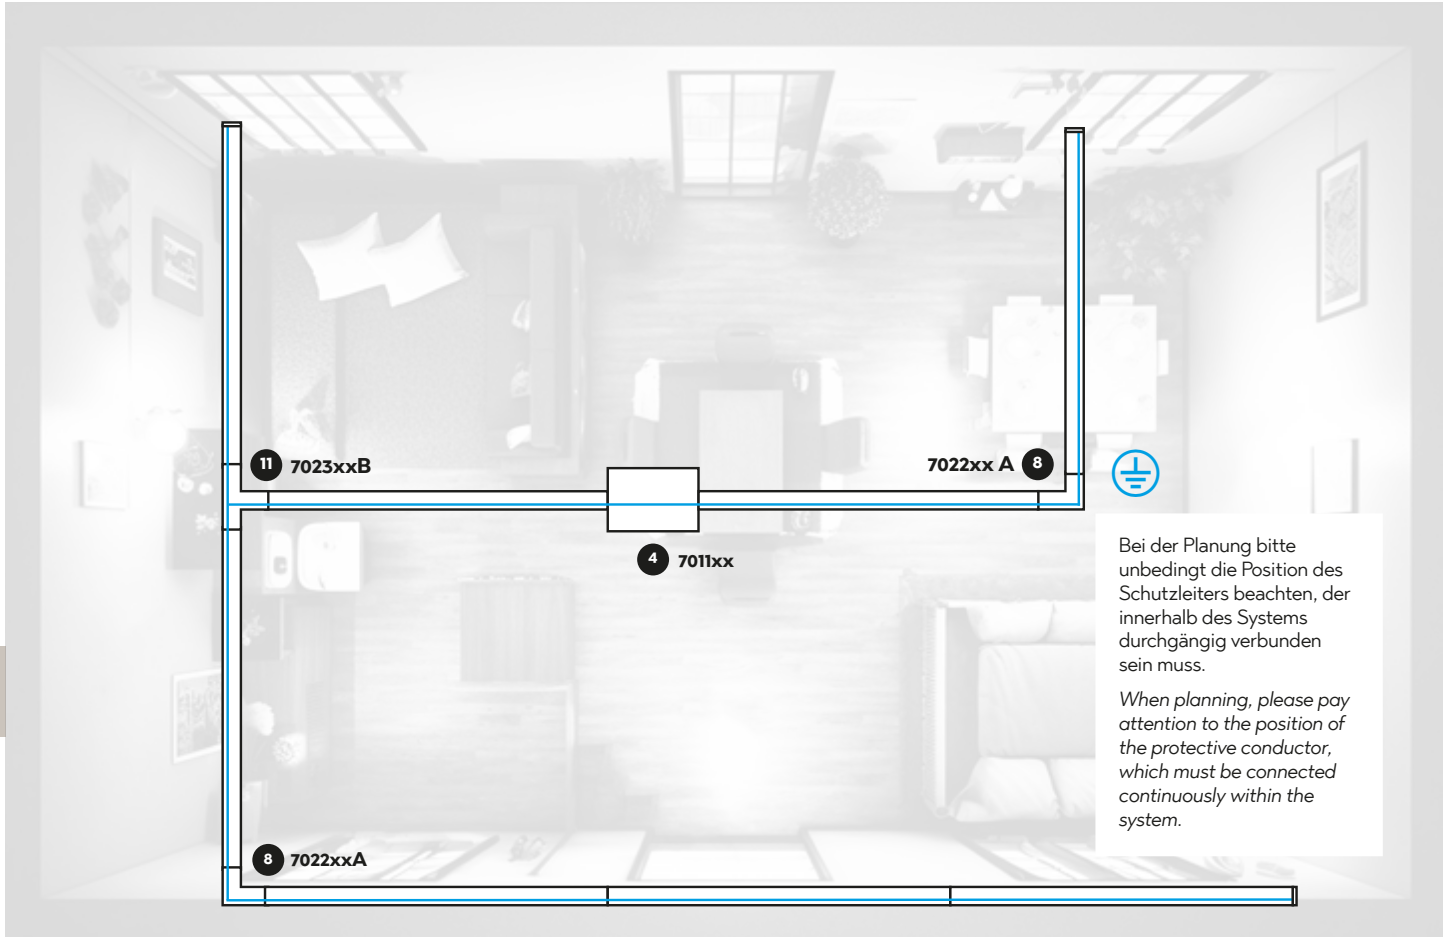 11 7023xxB
7022xx A 8
4 7011xx
Bei der Planung bitte
unbedingt die Position des
Schutzleiters beachten, der
innerhalb des Systems
durchgängig verbunden
sein muss.
When planning, please pay
attention to the position of
the protective conductor,
which must be connected
continuously within the
system.
8 7022xxA